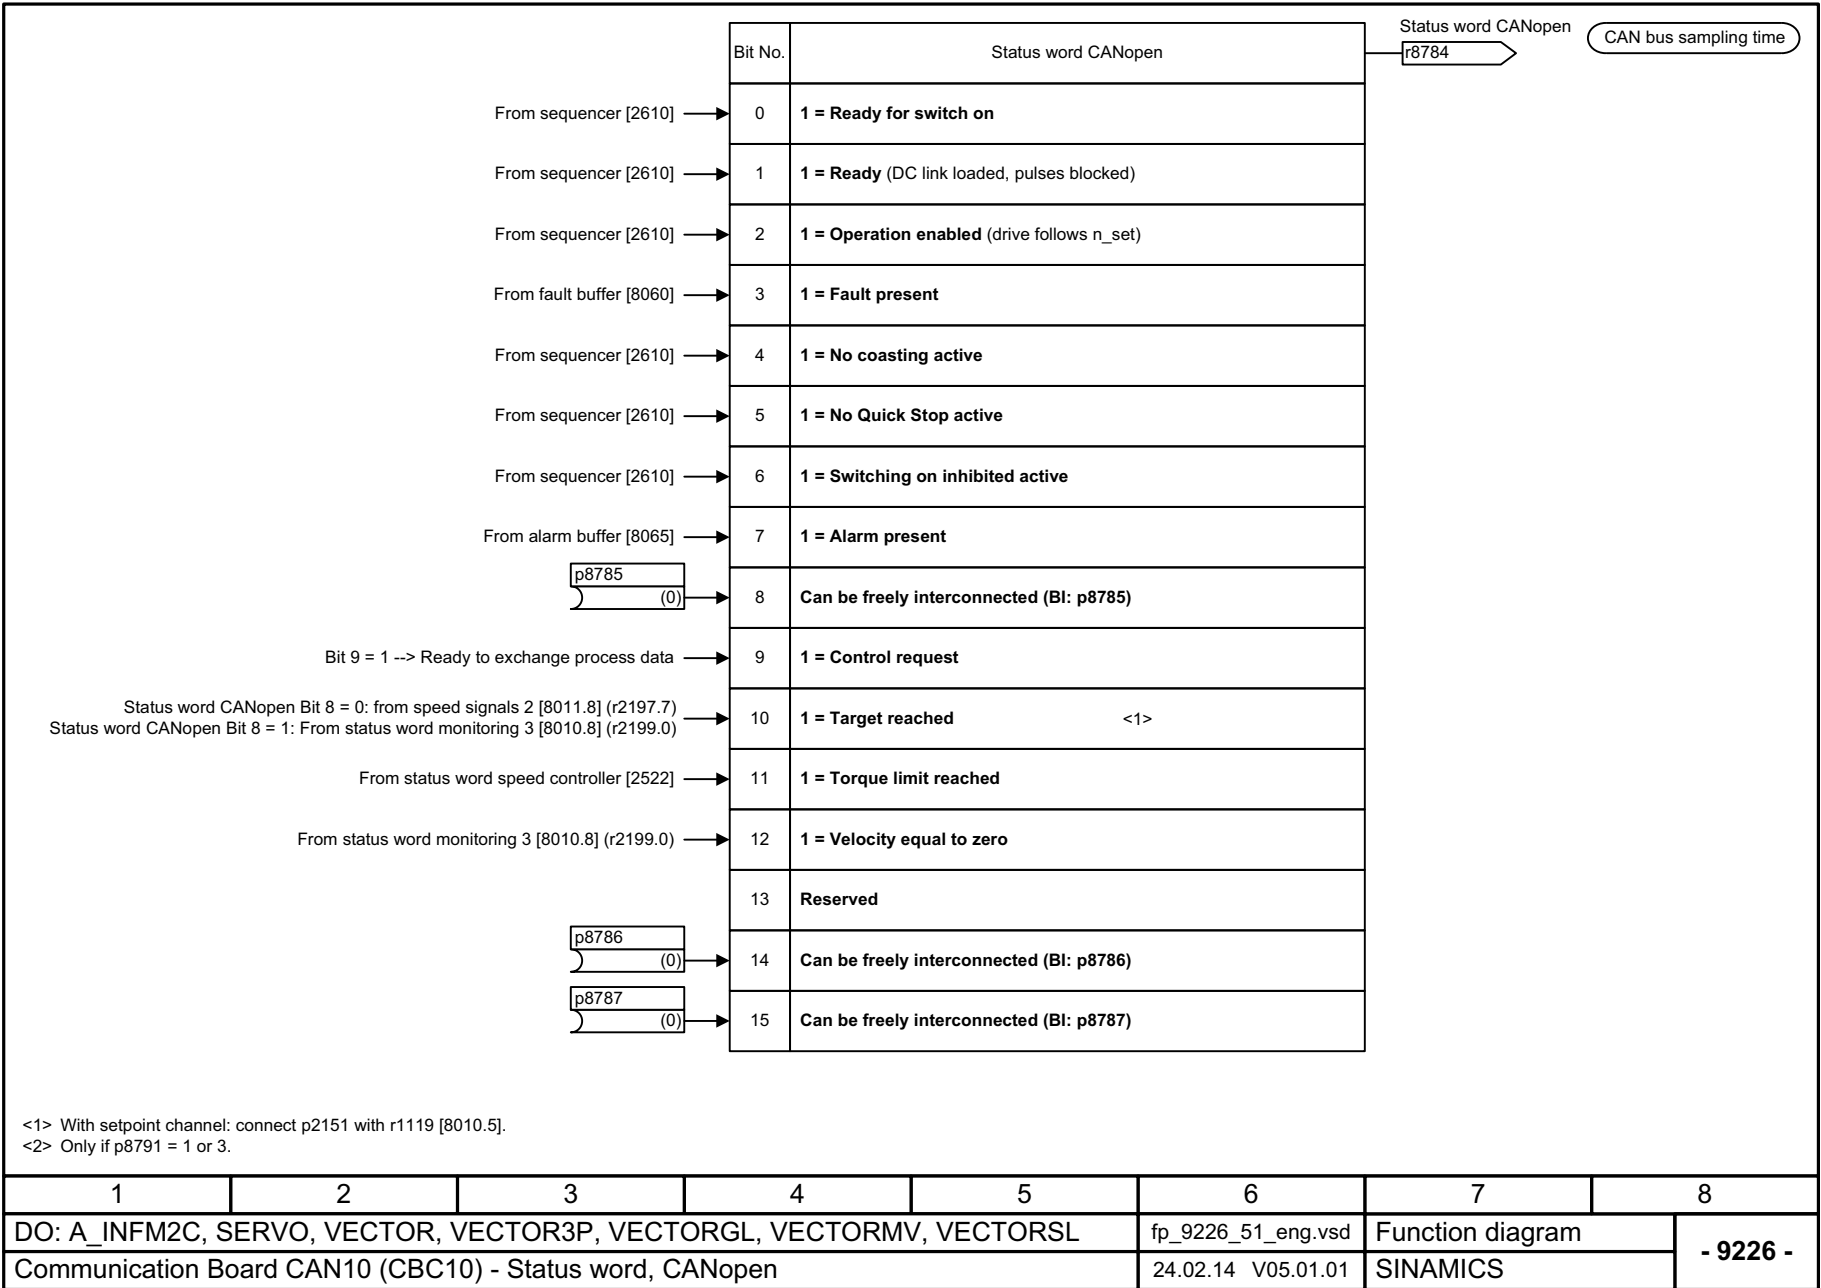 Bit No. Status word CANopen
Status word CANopen
r8784
CAN bus sampling time
From sequencer [2610] 0 1 = Ready for switch on
From sequencer [2610] 1 1 = Ready (DC link loaded, pulses blocked)
From sequencer [2610] 2 1 = Operation enabled (drive follows n_set)
From fault buffer [8060] 3 1 = Fault present
From sequencer [2610] 4 1 = No coasting active
From sequencer [2610] 5 1 = No Quick Stop active
From sequencer [2610] 6 1 = Switching on inhibited active
From alarm buffer [8065] 7 1 = Alarm present
p8785
(0) 8 Can be freely interconnected (BI: p8785)
Bit 9 = 1 --> Ready to exchange process data 9 1 = Control request
Status word CANopen Bit 8 = 0: from speed signals 2 [8011.8] (r2197.7)
Status word CANopen Bit 8 = 1: From status word monitoring 3 [8010.8] (r2199.0)
10 1 = Target reached <1>
From status word speed controller [2522] 11 1 = Torque limit reached
From status word monitoring 3 [8010.8] (r2199.0) 12 1 = Velocity equal to zero
13 Reserved
p8786
(0) 14 Can be freely interconnected (BI: p8786)
p8787
(0) 15 Can be freely interconnected (BI: p8787)
<1> With setpoint channel: connect p2151 with r1119 [8010.5].
<2> Only if p8791 = 1 or 3.
1 2 3 4 5 6 7 8
DO: A_INFM2C, SERVO, VECTOR, VECTOR3P, VECTORGL, VECTORMV, VECTORSL fp_9226_51_eng.vsd Function diagram
- 9226 -
Communication Board CAN10 (CBC10) - Status word, CANopen 24.02.14 V05.01.01 SINAMICS